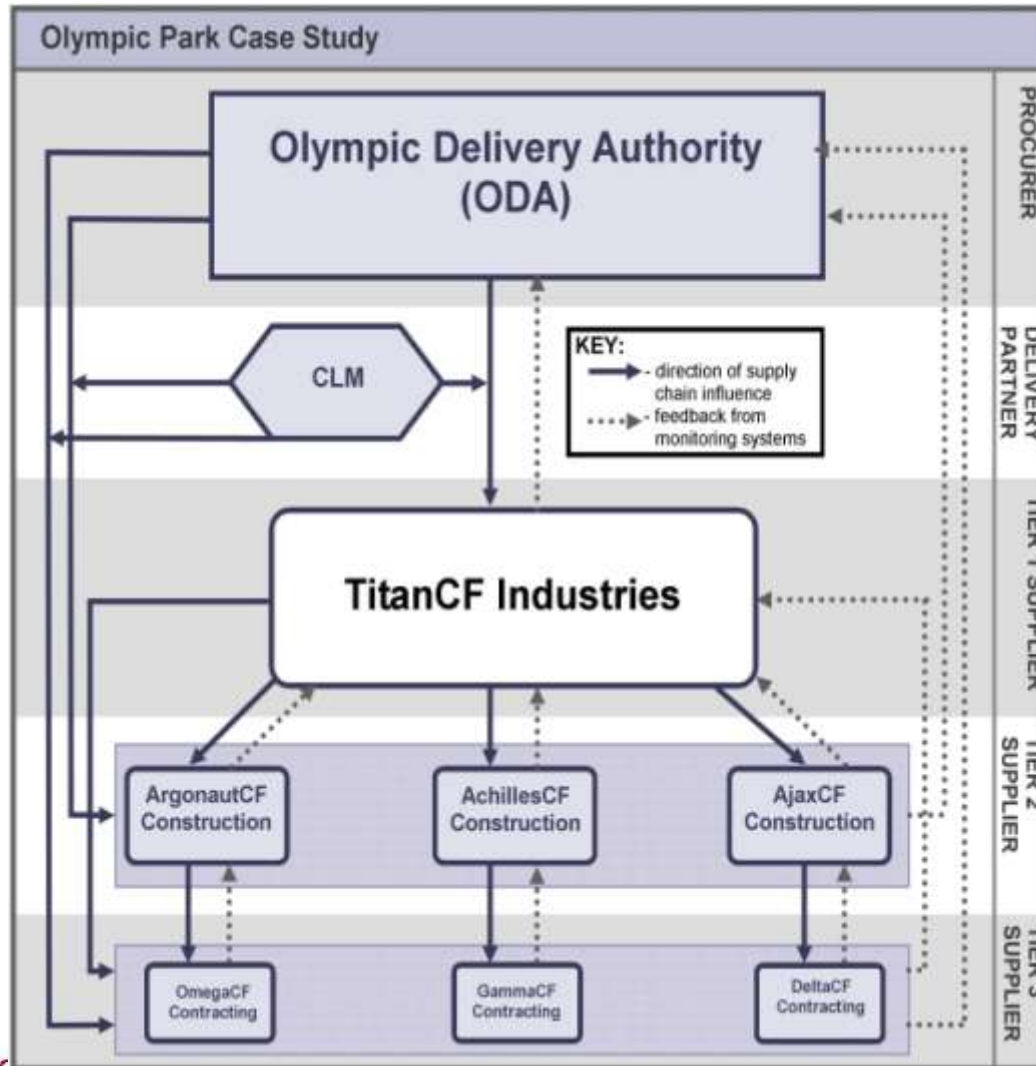 Olympic Park Case Study
Olympic Delivery Authority
(ODA)
PROCURER
CLM
KEY:
- direction of supply
chain influence
- feedback from
monitoring systems
DELIVERY
PARTNER
TitanCF Industries
TIER 1 SUPPLIER
ArgonautCF
Construction
AchillesCF
Construction
AjaxCF
Construction
TIER 2
SUPPLIER
OmegaCF
Contracting
GammaCF
Contracting
DeltaCF
Contracting
TIER 3
SUPPLIER